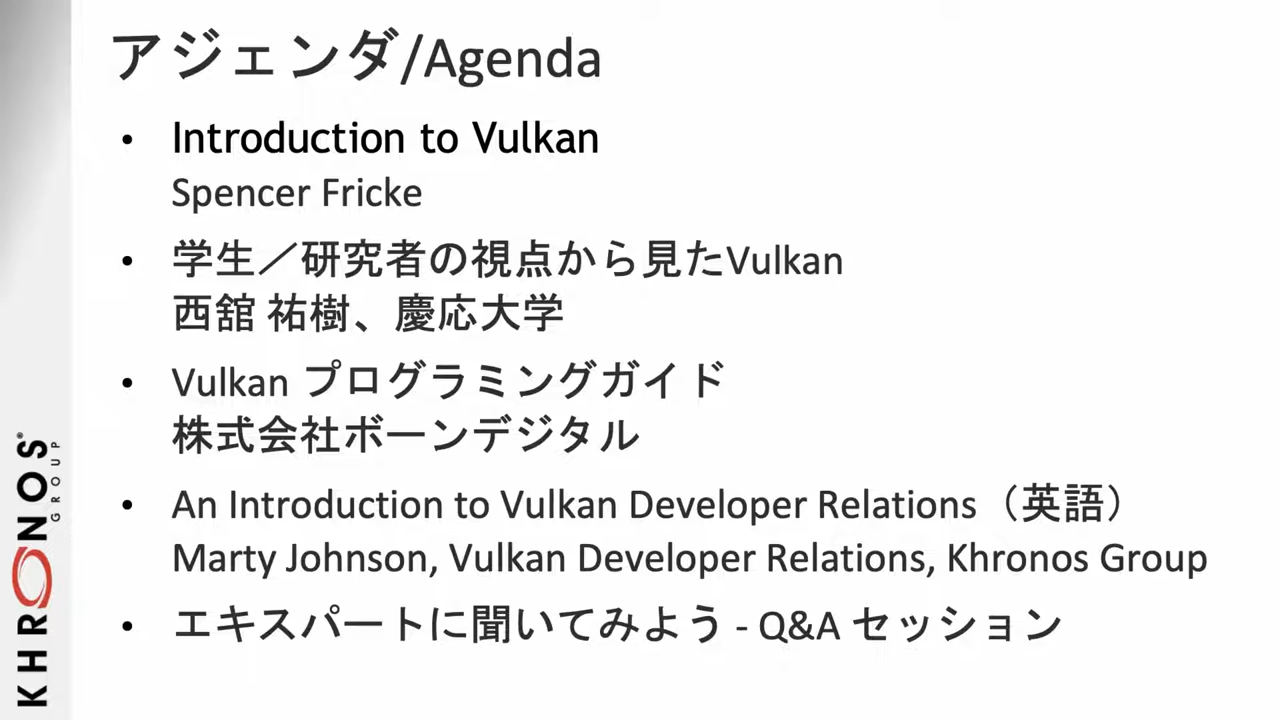 アジェンダ/Agenda
• Introduction to Vulkan
Spencer Fricke
• 学生／研究者の視点から見たVulkan
西舘 祐樹、慶応大学
• Vulkan プログラミングガイド
株式会社ボーンデジタル
• An Introduction to Vulkan Developer Relations（英語）
Marty Johnson, Vulkan Developer Relations, Khronos Group
• エキスパートに聞いてみよう - Q&A セッション
KHRONOS®
GROUP